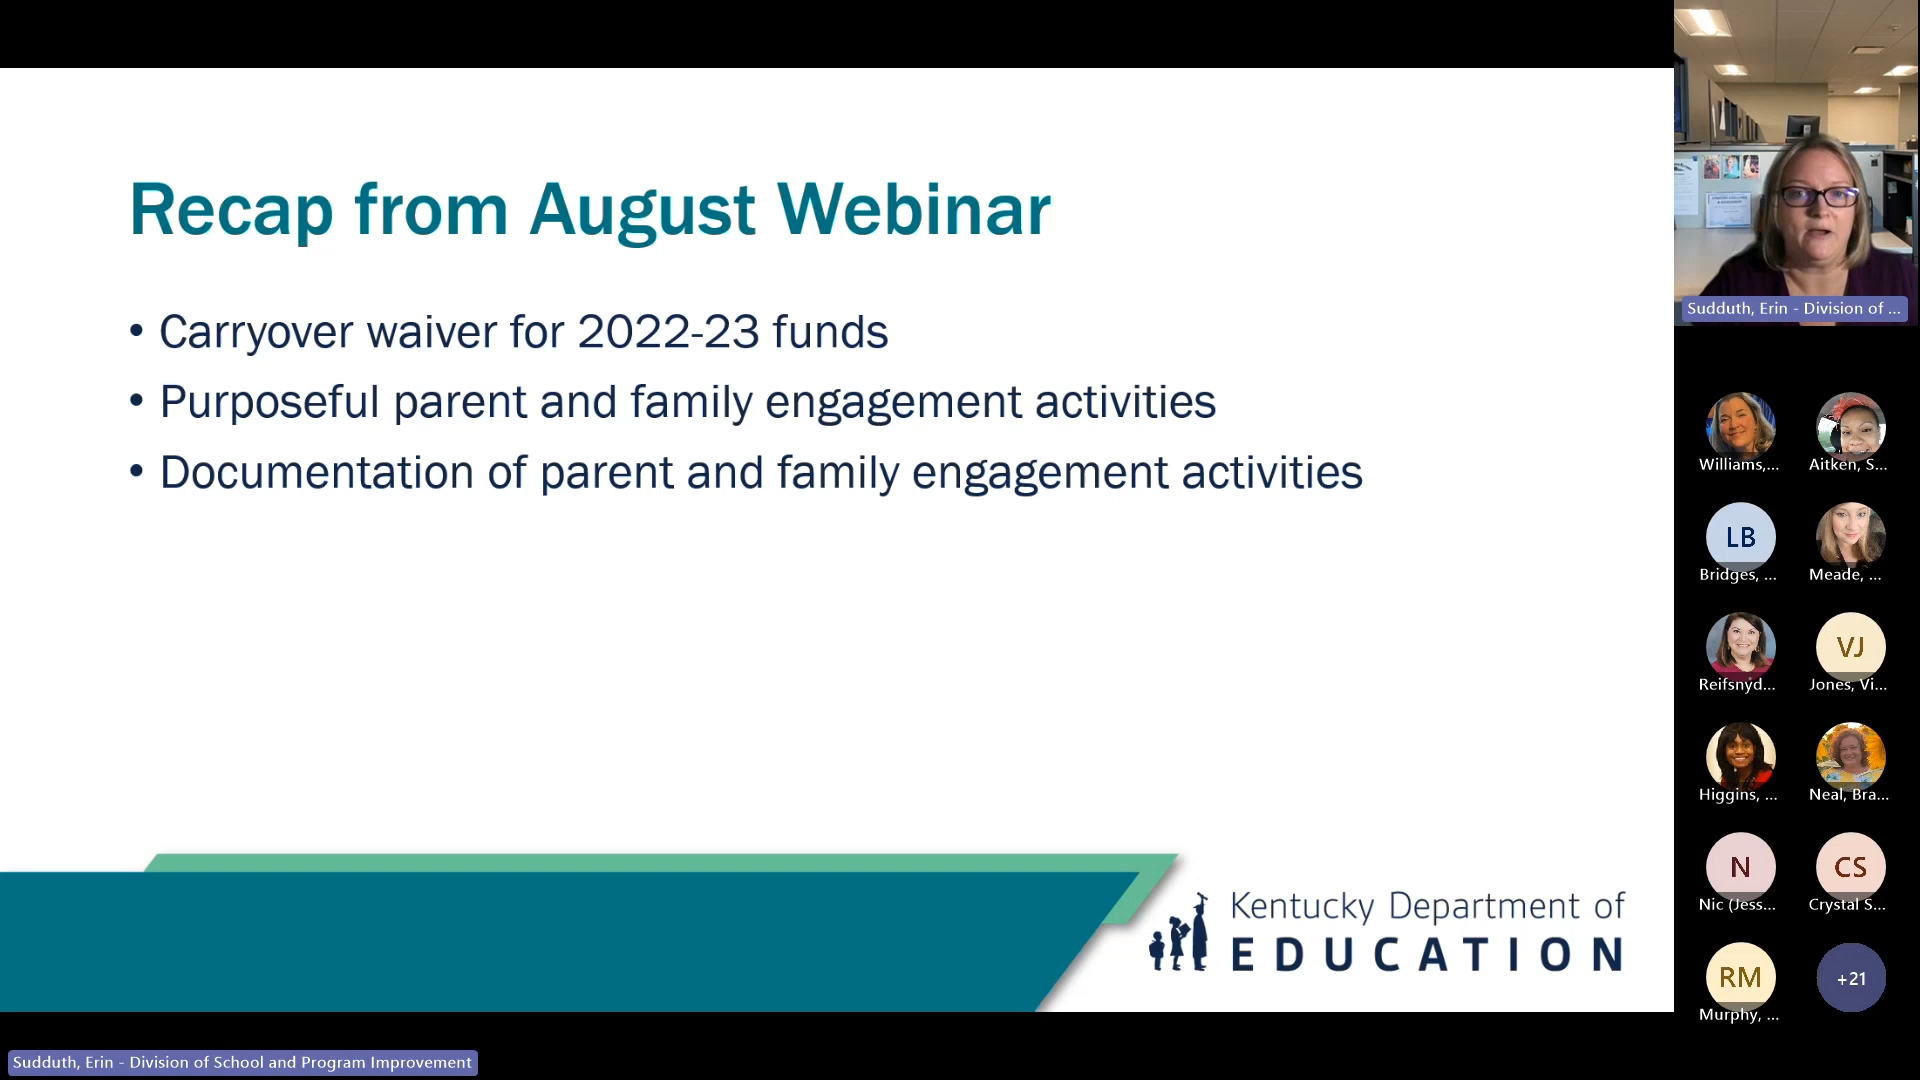 Recap from August Webinar
• Carryover waiver for 2022-23 funds
• Purposeful parent and family engagement activities
• Documentation of parent and family engagement activities
Kentucky Department of
EDUCATION
Sudduth, Erin - Division of School and Program Improvement
Sudduth, Erin - Division of ...
Williams,...
Aitken, S...
LB
Bridges, ...
Meade, ...
Reifsnyd...
VJ
Jones, Vi...
Higgins, ...
Neal, Bra...
N
Nic (Jess...
CS
Crystal S...
RM
Murphy, ...
+21